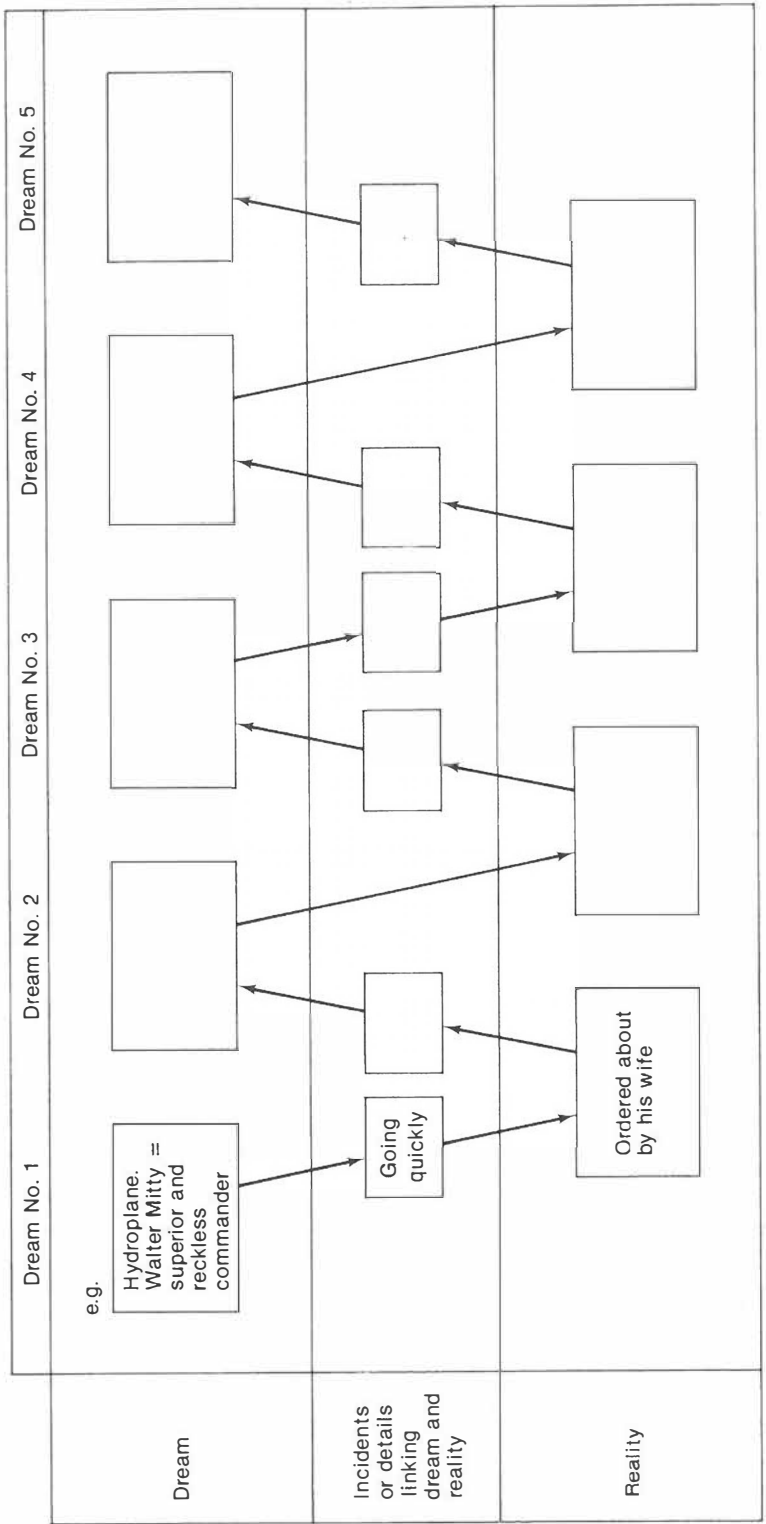 Dream No. 1
Dream No. 2
Dream No. 3
Dream No. 4
Dream No. 5
Dream
e.g.
Hydroplane.
Walter Mitty =
superior and
reckless
commander
Incidents
or details
linking
dream and
reality
Going
quickly
Reality
Ordered about
by his wife